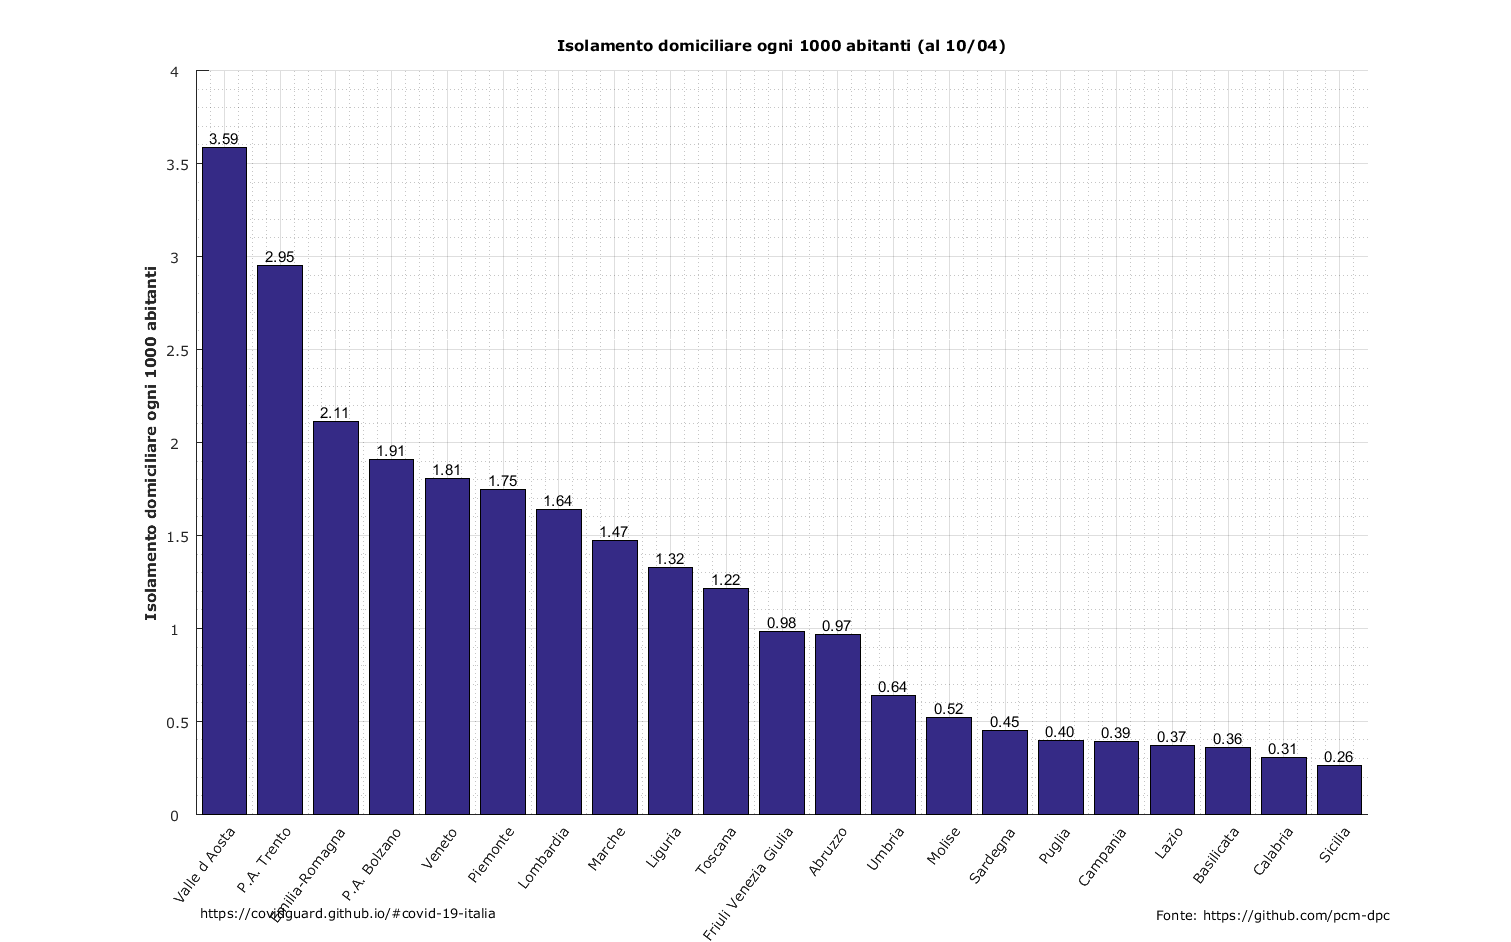 Isolamento domiciliare ogni 1000 abitanti (al 10/04)
Isolamento domiciliare ogni 1000 abitanti
4
3.5
3
2.5
2
1.5
1
0.5
0
3.59
2.95
2.11
1.91
1.81
1.75
1.64
1.47
1.32
1.22
0.98
0.97
0.64
0.52
0.45
0.40
0.39
0.37
0.36
0.31
0.26
Valle d Aosta
P.A. Trento
Emilia-Romagna
P.A. Bolzano
Veneto
Piemonte
Lombardia
Marche
Liguria
Toscana
Friuli Venezia Giulia
Abruzzo
Umbria
Molise
Sardegna
Puglia
Campania
Lazio
Basilicata
Calabria
Sicilia
https://covidguard.github.io/#covid-19-italia
Fonte: https://github.com/pcm-dpc